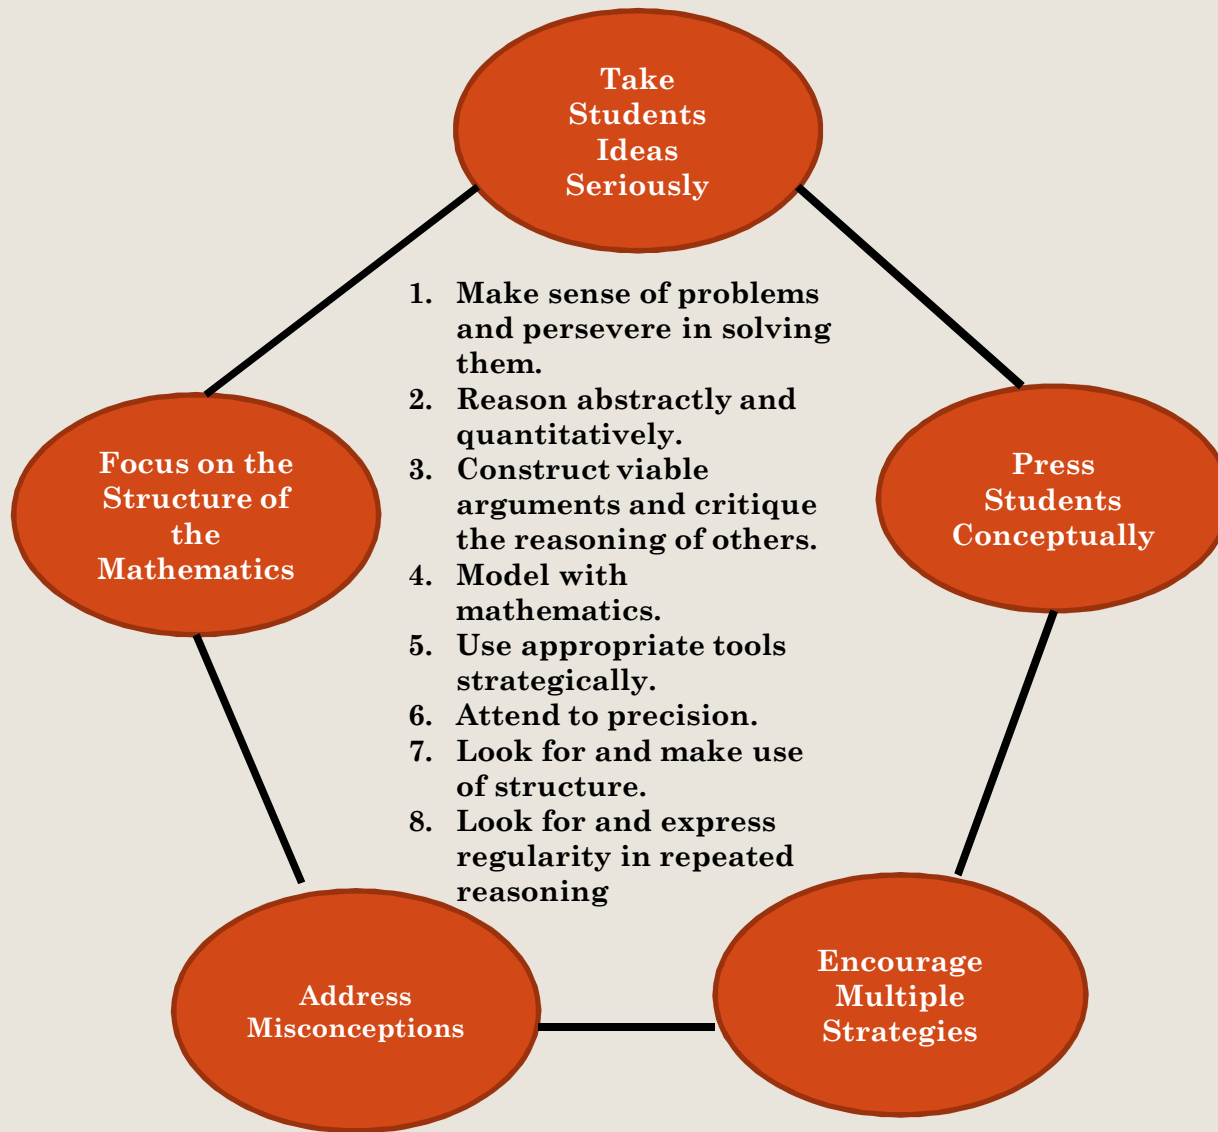 Take
Students
Ideas
Seriously
1. Make sense of problems
and persevere in solving
them.
2. Reason abstractly and
quantitatively.
3. Construct viable
arguments and critique
the reasoning of others.
4. Model with
mathematics.
5. Use appropriate tools
strategically.
6. Attend to precision.
7. Look for and make use
of structure.
8. Look for and express
regularity in repeated
reasoning
Focus on the
Structure of
the
Mathematics
Press
Students
Conceptually
Address
Misconceptions
Encourage
Multiple
Strategies